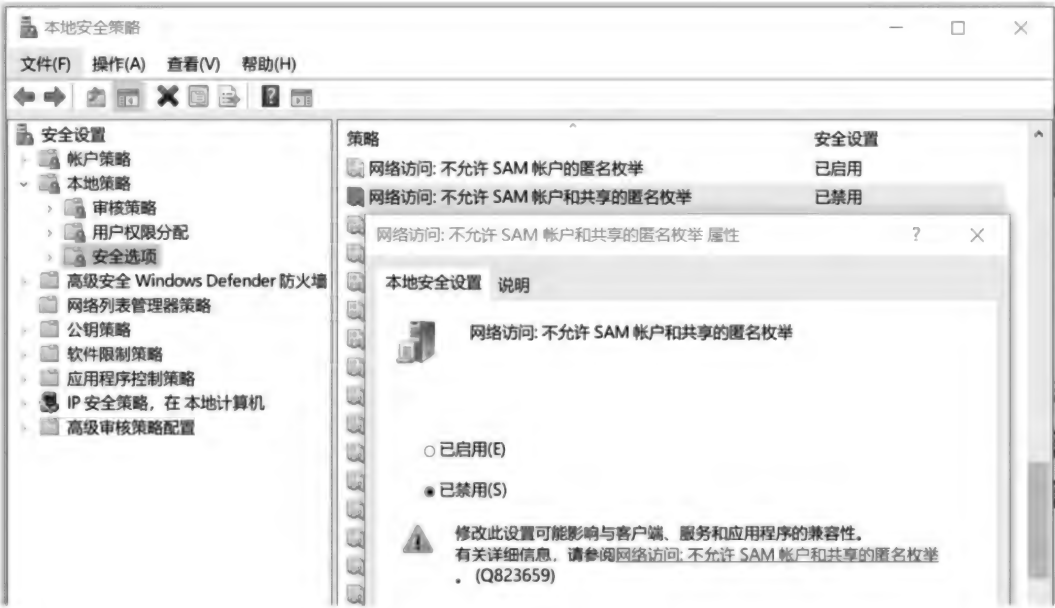 本地安全策略
文件(F) 操作(A) 查看(V) 帮助(H)
安全设置
帐户策略
本地策略
审核策略
用户权限分配
安全选项
高级安全 Windows Defender 防火墙
网络列表管理器策略
公钥策略
软件限制策略
应用程序控制策略
IP 安全策略，在 本地计算机
高级审核策略配置
策略 安全设置
网络访问: 不允许 SAM 帐户的匿名枚举 已启用
网络访问: 不允许 SAM 帐户和共享的匿名枚举 已禁用
网络访问: 不允许 SAM 帐户和共享的匿名枚举 属性 ?
本地安全设置 说明
网络访问: 不允许 SAM 帐户和共享的匿名枚举
已启用(E)
已禁用(S)
修改此设置可能影响与客户端、服务和应用程序的兼容性。
有关详细信息，请参阅网络访问: 不允许 SAM 帐户和共享的匿名枚举
。(Q823659)